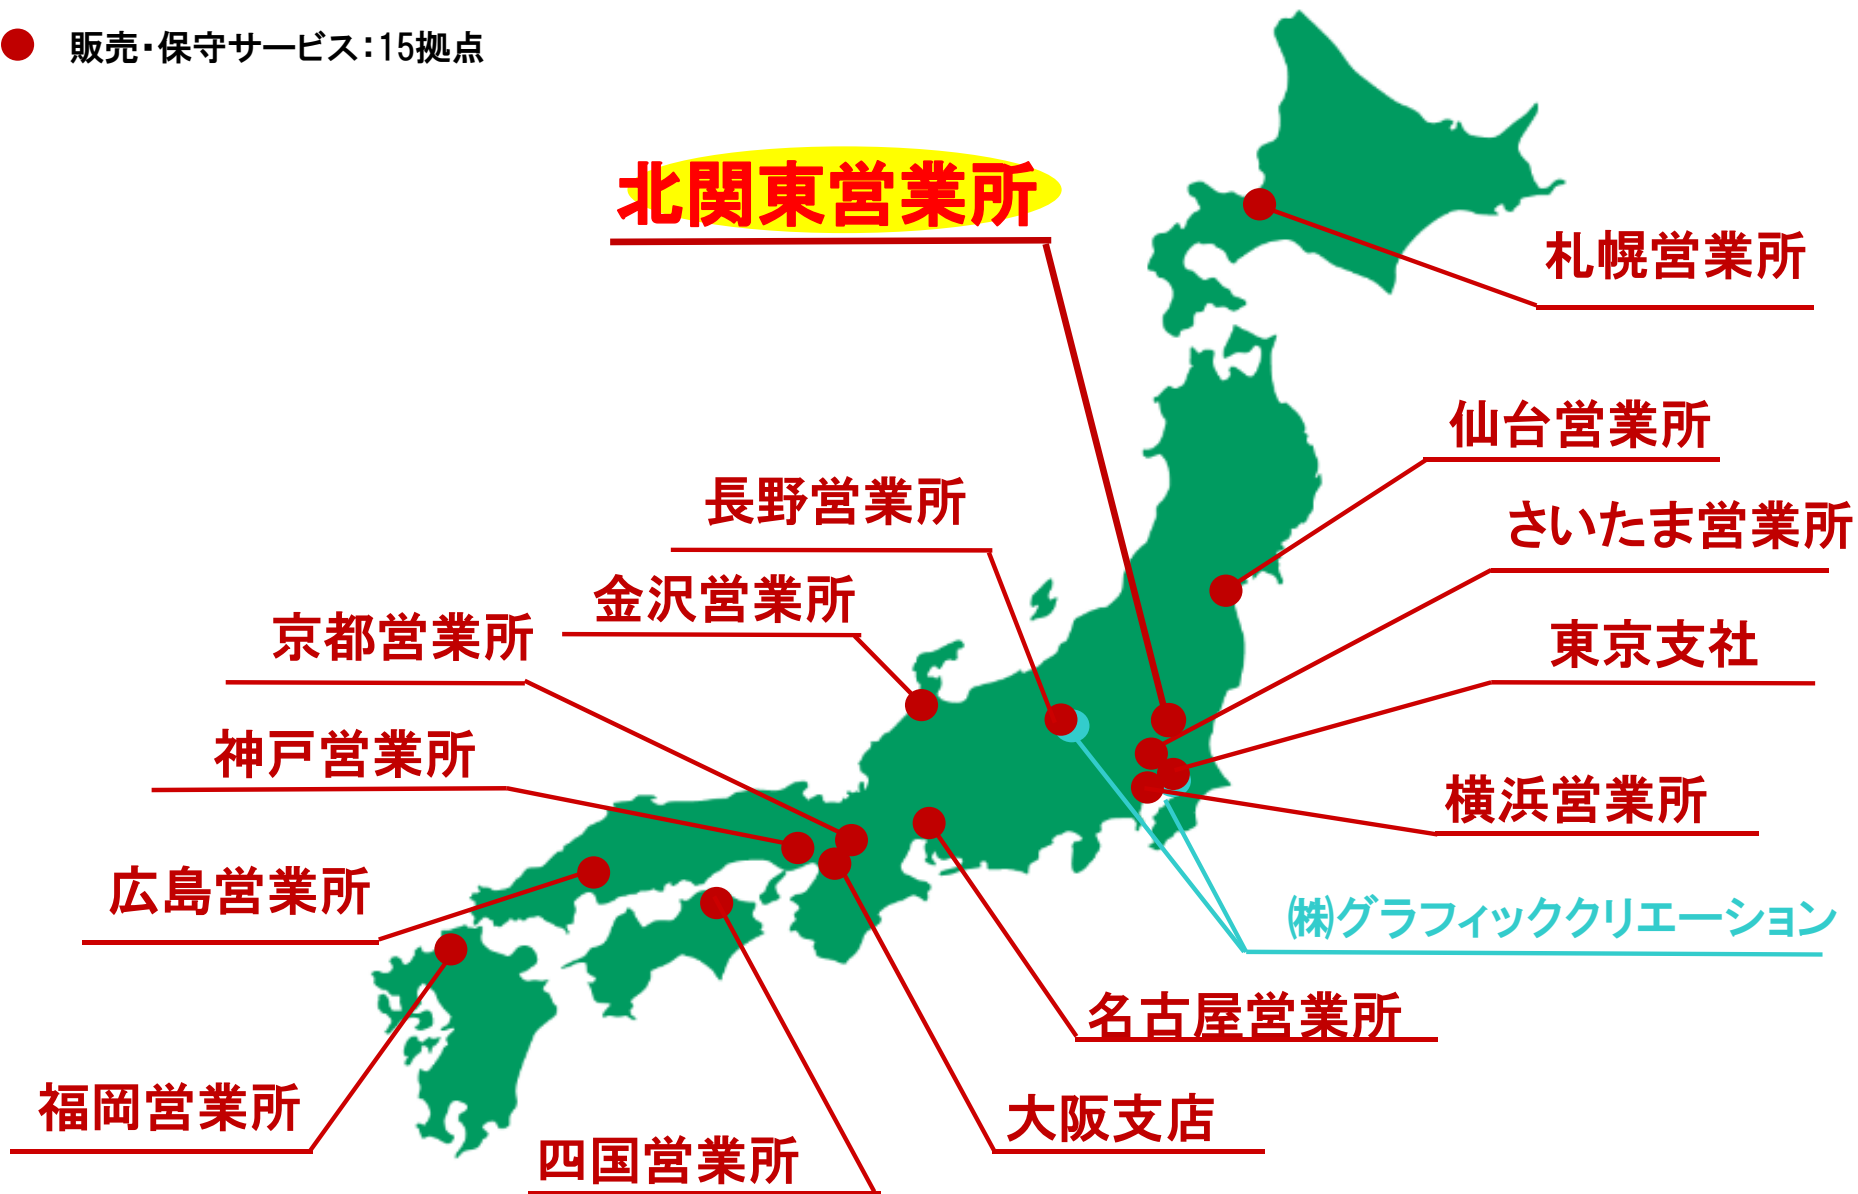 販売・保守サービス：15拠点
北関東営業所
札幌営業所
仙台営業所
長野営業所
さいたま営業所
金沢営業所
京都営業所
東京支社
神戸営業所
横浜営業所
広島営業所
㈱グラフィッククリエーション
名古屋営業所
福岡営業所
大阪支店
四国営業所